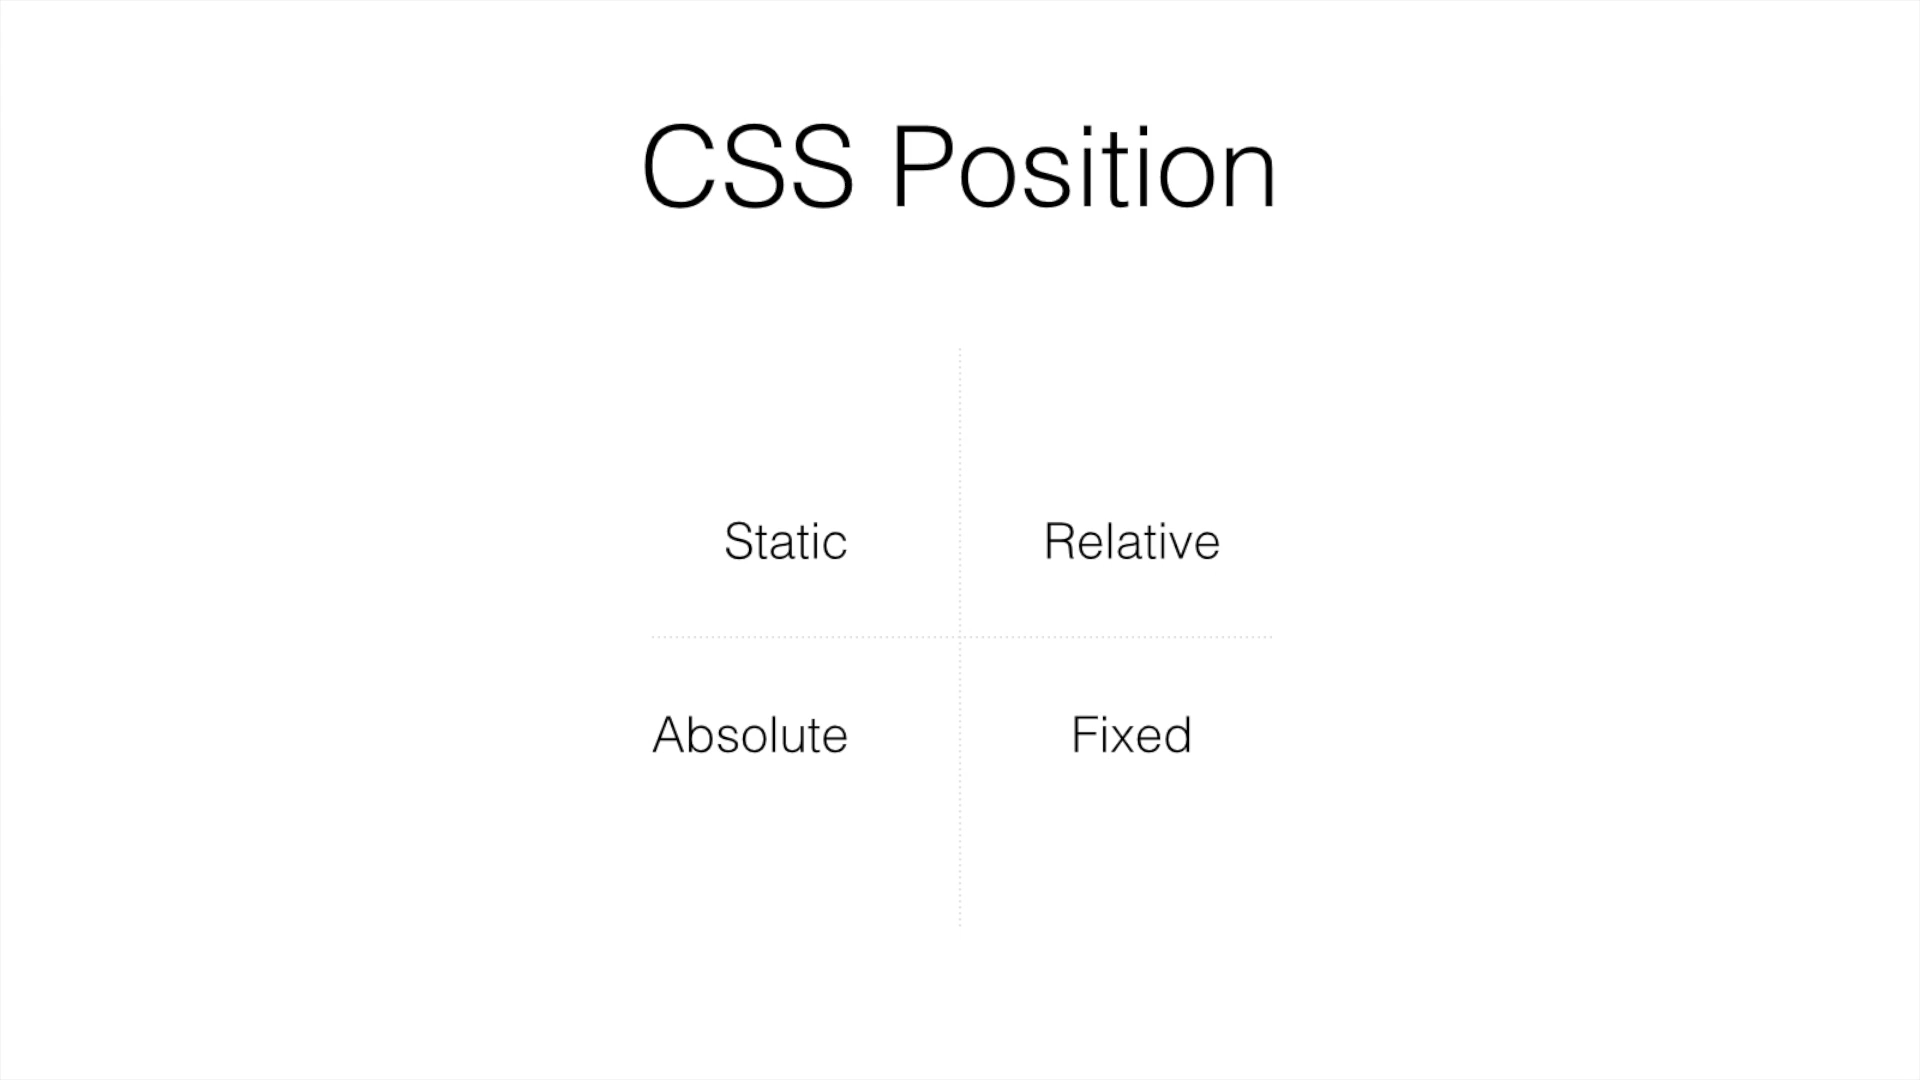 CSS Position
Static
Relative
Absolute
Fixed